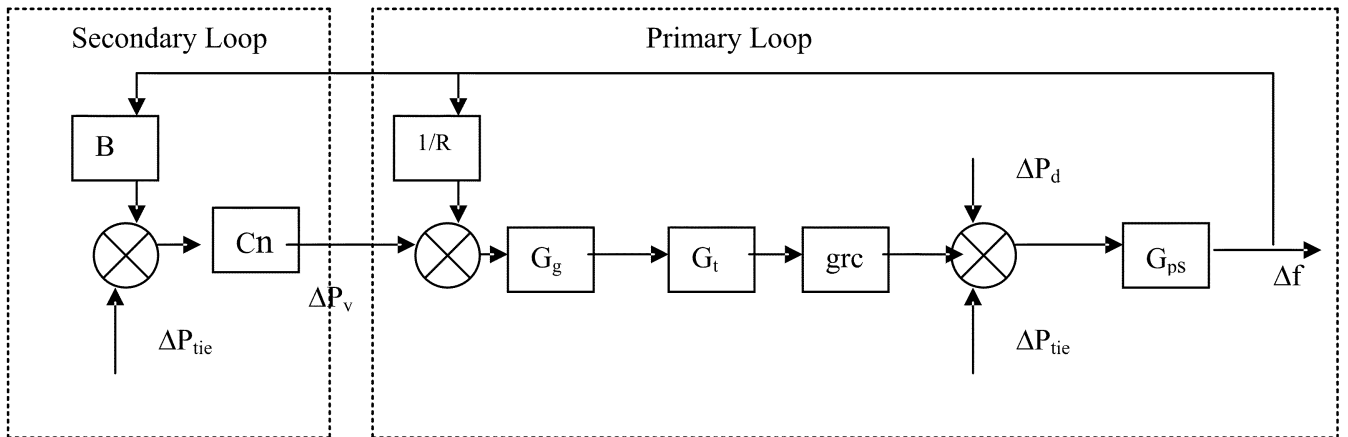 Secondary Loop
Primary Loop
B
1/R
ΔPd
Cn
Gg
Gt
grc
Gps
Δf
ΔPv
ΔPtie
ΔPtie